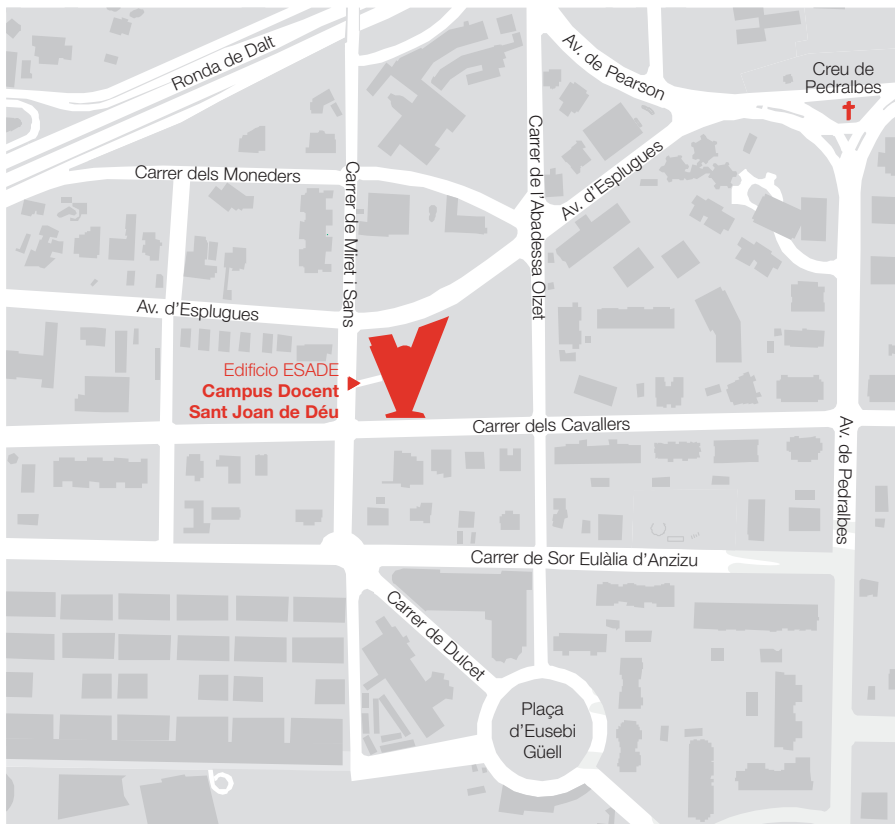 Ronda de Dalt
Av. de Pearson
Creu de
Pedralbes
Carrer dels Moneders
Carrer de Miret i Sans
Carrer de l'Abadessa Olzet
Av. d'Esplugues
Av. d'Esplugues
Edificio ESADE
Campus Docent
Sant Joan de Déu
Carrer dels Cavallers
Av. de Pedralbes
Carrer de Sor Eulàlia d'Anzizu
Carrer de Dulcet
Plaça
d'Eusebi
Güell